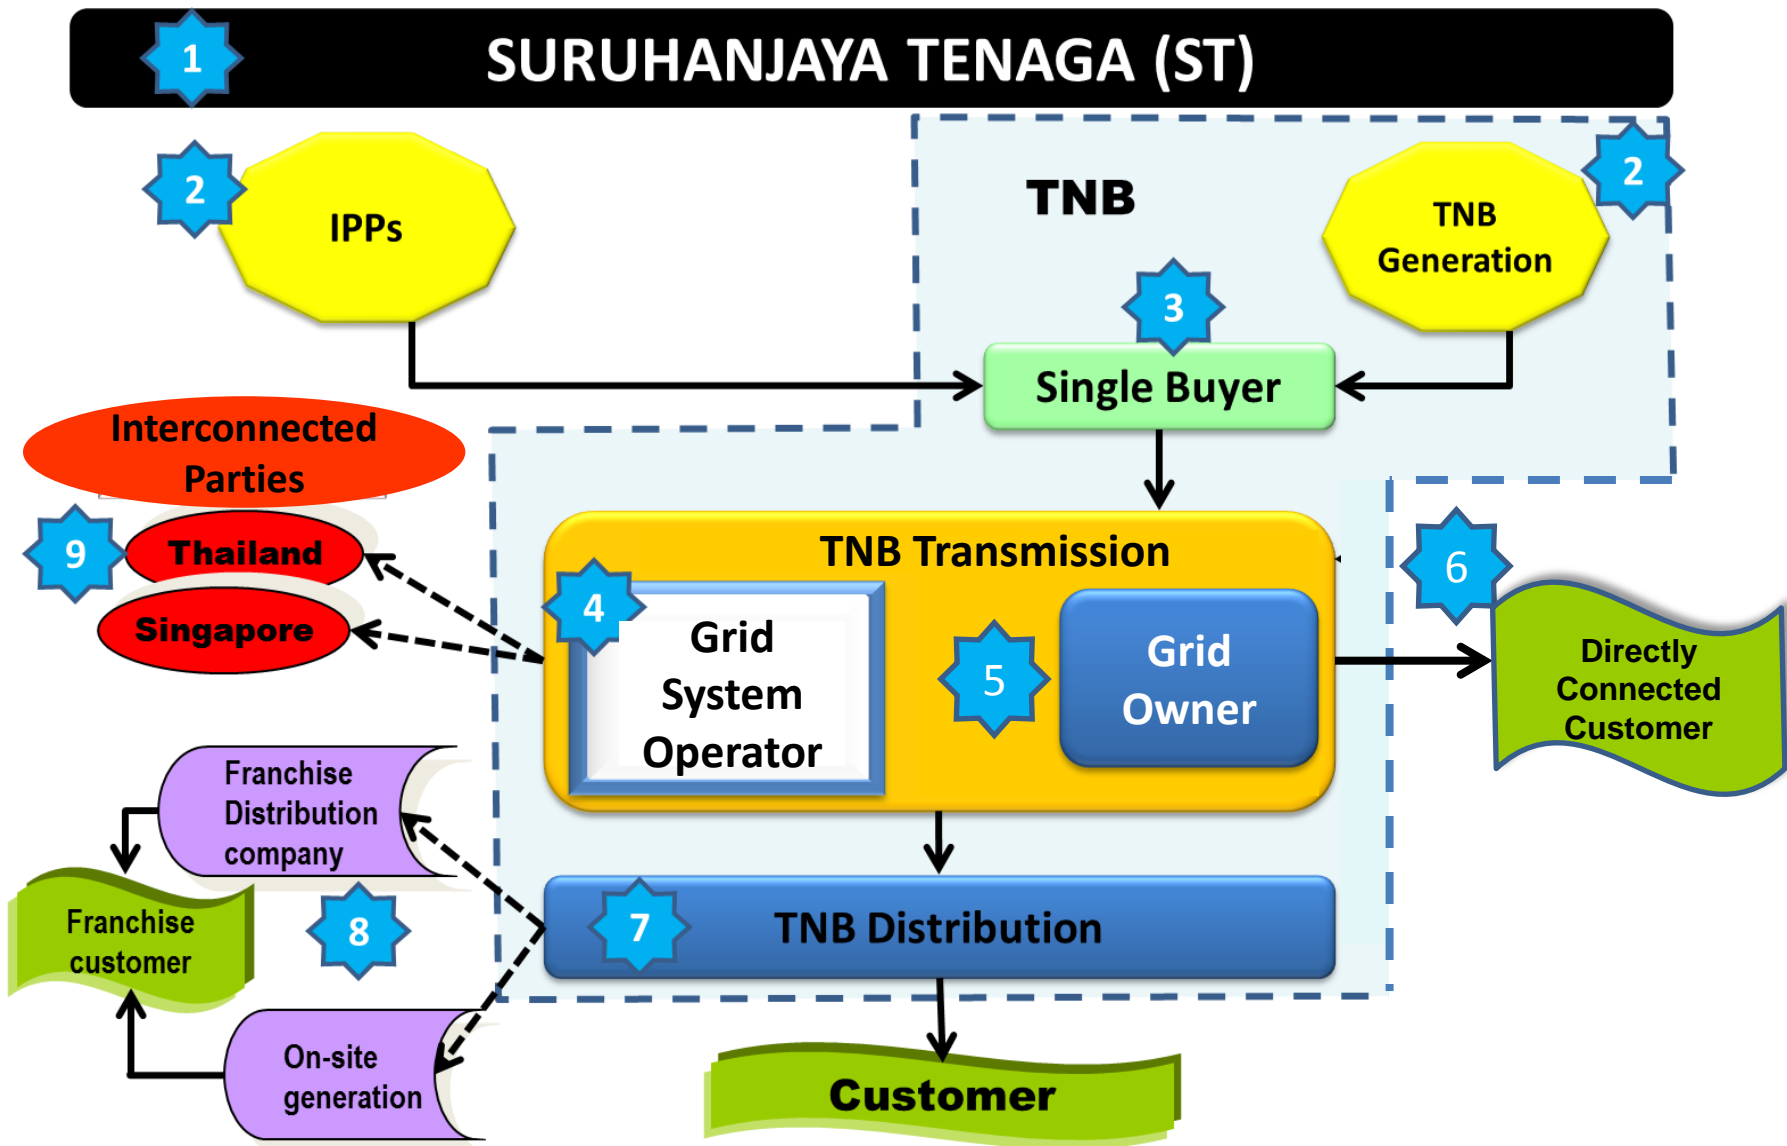 1
SURUHANJAYA TENAGA (ST)
2
IPPs
TNB
2
TNB
Generation
3
Single Buyer
Interconnected
Parties
9
Thailand
Singapore
TNB Transmission
4
Grid
System
Operator
5
Grid
Owner
6
Directly
Connected
Customer
Franchise
Distribution
company
8
Franchise
customer
7
TNB Distribution
On-site
generation
Customer